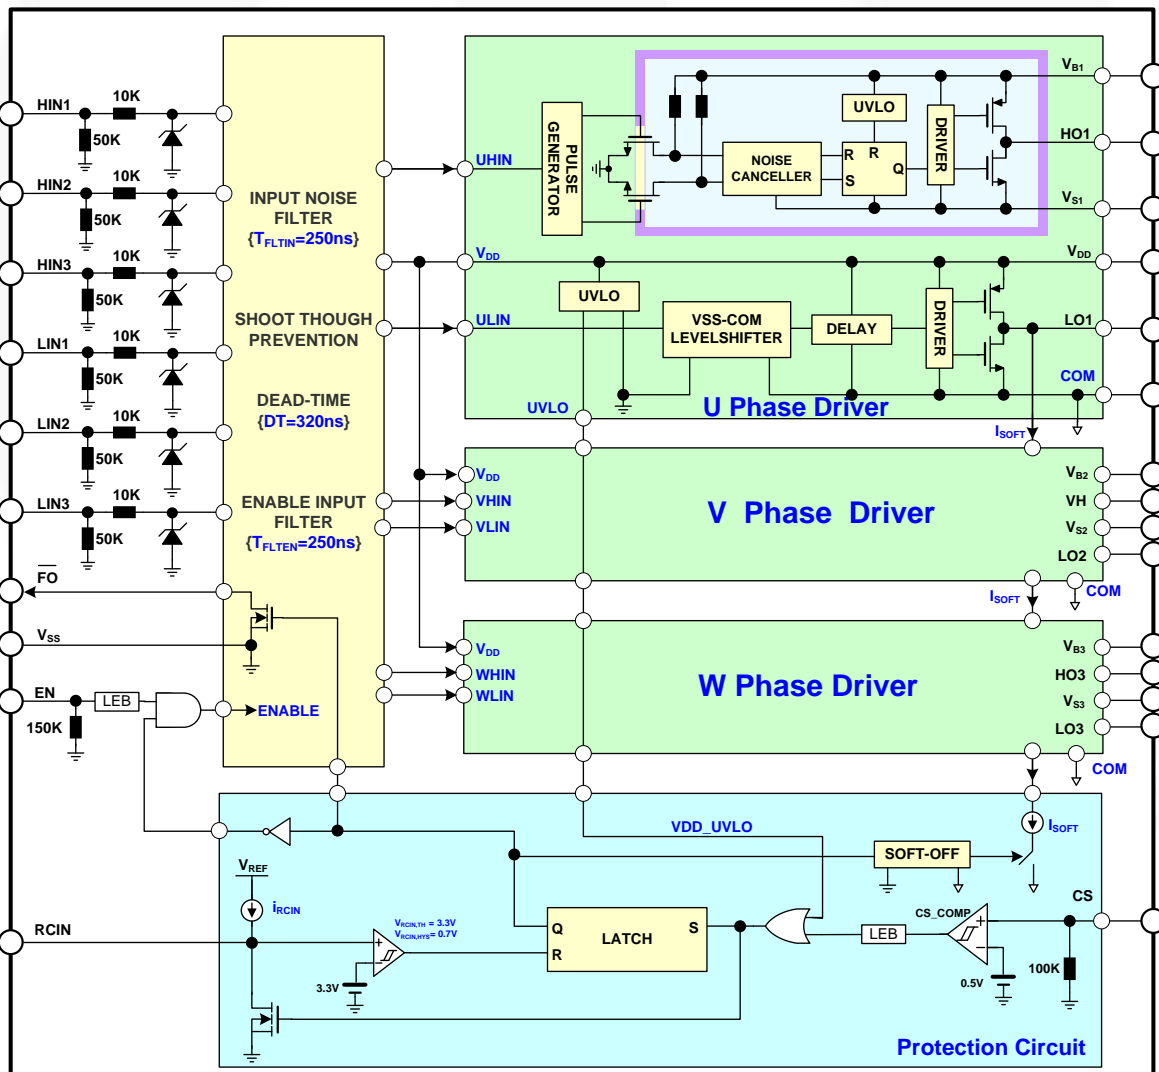 HIN1
10K
50K
HIN2
10K
50K
HIN3
10K
50K
LIN1
10K
50K
LIN2
10K
50K
LIN3
10K
50K
FO
VSS
EN
LEB
150K
RCIN
INPUT NOISE
FILTER
{TFLTIN=250ns}
SHOOT THOUGH
PREVENTION
DEAD-TIME
{DT=320ns}
ENABLE INPUT
FILTER
{TFLTEN=250ns}
ENABLE
UHIN
PULSE
GENERATOR
NOISE
CANCELLER
UVLO
R
R
S
Q
DRIVER
VB1
HO1
VS1
VDD
VDD
UVLO
ULIN
VSS-COM
LEVELSHIFTER
DELAY
DRIVER
LO1
COM
UVLO
U Phase Driver
ISOFT
VDD
VHIN
VLIN
V Phase Driver
VB2
VH
VS2
LO2
COM
ISOFT
VDD
WHIN
WLIN
W Phase Driver
VB3
HO3
VS3
LO3
COM
VDD_UVLO
ISOFT
SOFT-OFF
VREF
iRCIN
VRCIN,TH = 3.3V
VRCIN,HYS= 0.7V
3.3V
Q
R
LATCH
S
LEB
CS_COMP
CS
0.5V
100K
Protection Circuit